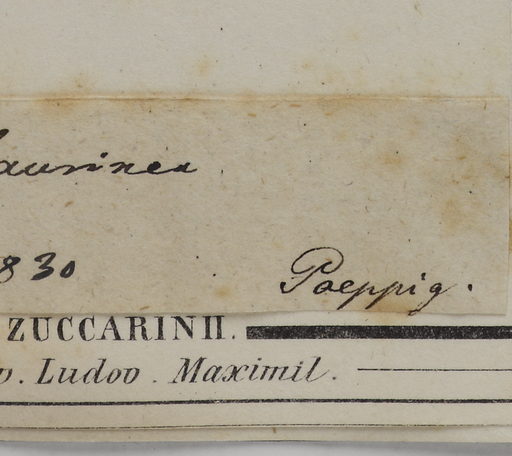 Laurinea
830
Poeppig.
ZUCCARINII.
v. Ludov. Maximil.